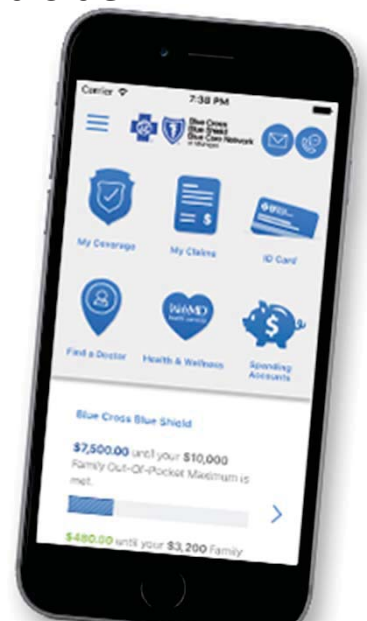 Carrier 7:38 PM
Blue Cross
Blue Shield
Blue Care Network
of Michigan
$
My Coverage My Claims ID Card
WebMD
health services
$
Find a Doctor Health & Wellness Spending
Accounts
Blue Cross Blue Shield
$7,500.00 until your $10,000
Family Out-Of-Pocket Maximum is
met.
$480.00 until your $3,200 Family